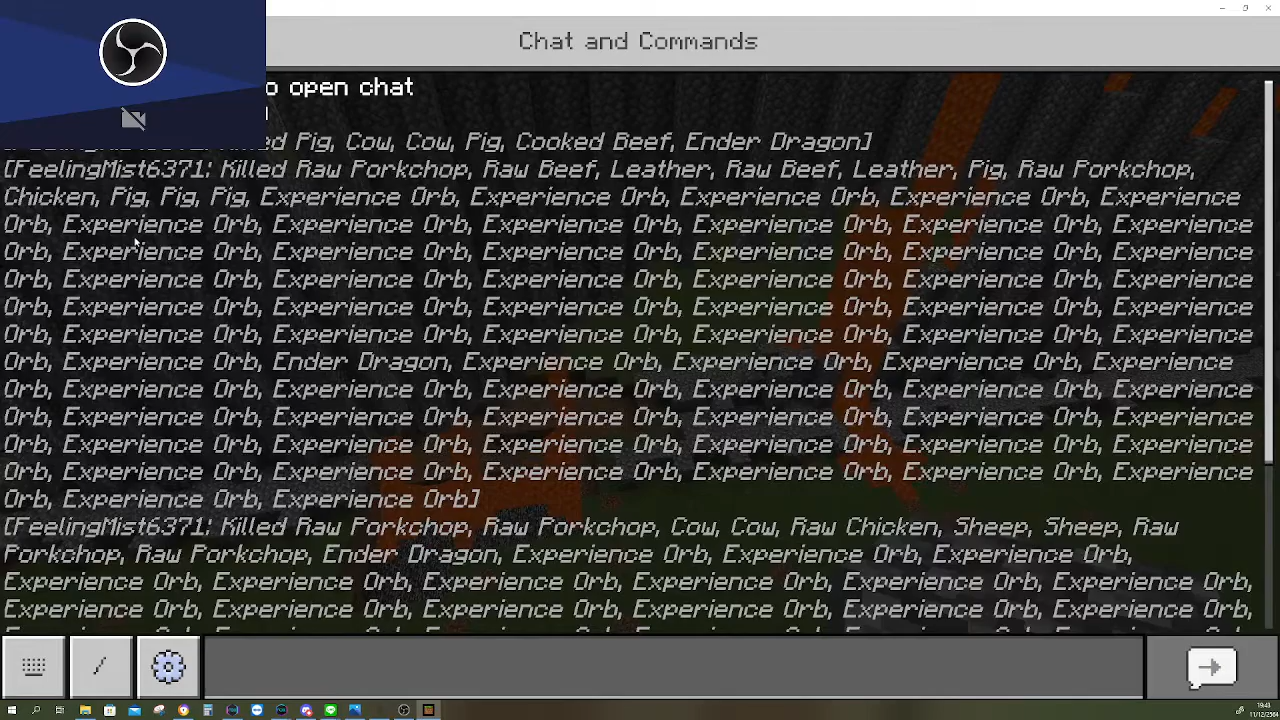 Chat and Commands
o open chat
ed Pig, Cow, Cow, Pig, Cooked Beef, Ender Dragon]
[FeelingMist6371: Killed Raw Porkchop, Raw Beef, Leather, Raw Beef, Leather, Pig, Raw Porkchop,
Chicken, Pig, Pig, Pig, Experience Orb, Experience Orb, Experience Orb, Experience Orb, Experience
Orb, Experience Orb, Experience Orb, Experience Orb, Experience Orb, Experience Orb, Experience
Orb, Experience Orb, Experience Orb, Experience Orb, Experience Orb, Experience Orb, Experience
Orb, Experience Orb, Experience Orb, Experience Orb, Experience Orb, Experience Orb, Experience
Orb, Experience Orb, Experience Orb, Experience Orb, Experience Orb, Experience Orb, Experience
Orb, Experience Orb, Experience Orb, Experience Orb, Experience Orb, Experience Orb, Experience
Orb, Experience Orb, Ender Dragon, Experience Orb, Experience Orb, Experience Orb, Experience
Orb, Experience Orb, Experience Orb, Experience Orb, Experience Orb, Experience Orb, Experience
Orb, Experience Orb, Experience Orb, Experience Orb, Experience Orb, Experience Orb, Experience
Orb, Experience Orb, Experience Orb, Experience Orb, Experience Orb, Experience Orb, Experience
Orb, Experience Orb, Experience Orb, Experience Orb, Experience Orb, Experience Orb, Experience
Orb, Experience Orb, Experience Orb]
[FeelingMist6371: Killed Raw Porkchop, Raw Porkchop, Cow, Cow, Raw Chicken, Sheep, Sheep, Raw
Porkchop, Raw Porkchop, Ender Dragon, Experience Orb, Experience Orb, Experience Orb,
Experience Orb, Experience Orb, Experience Orb, Experience Orb, Experience Orb, Experience Orb,
Experience Orb, Experience Orb, Experience Orb, Experience Orb, Experience Orb, Experience Orb,
19:43
11/12/2564